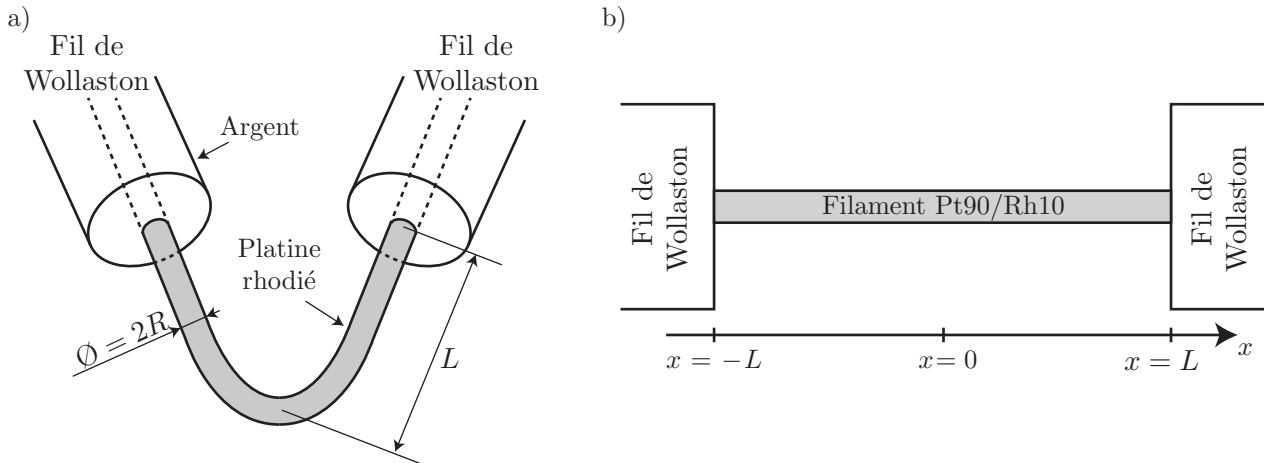 a)
Fil de
Wollaston
Fil de
Wollaston
Argent
Platine
rhodié
Ø = 2R
L
b)
Fil de
Wollaston
Filament Pt90/Rh10
Fil de
Wollaston
x = −L
x = 0
x = L
x